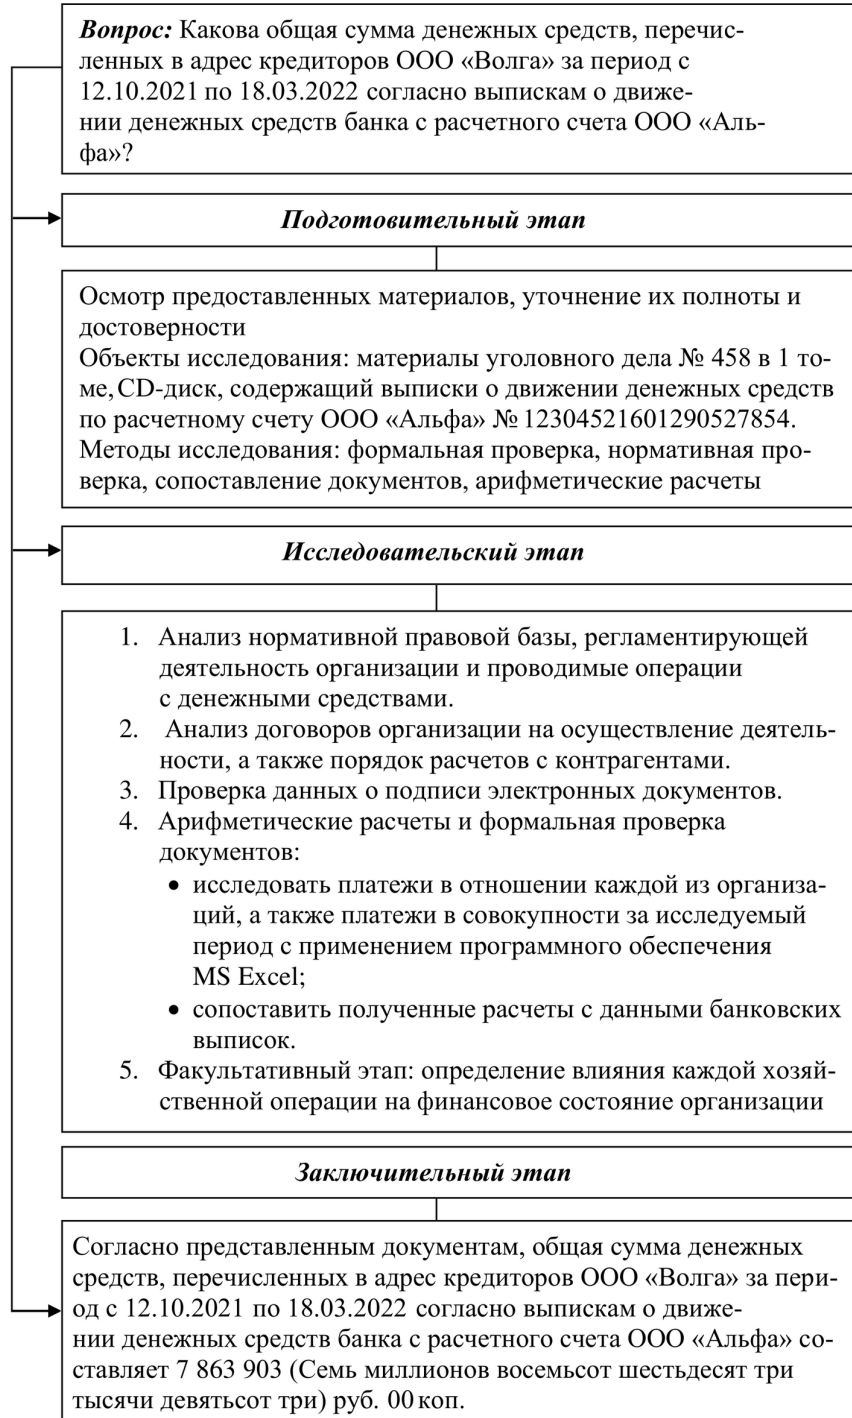 Вопрос: Какова общая сумма денежных средств, перечис-
ленных в адрес кредиторов ООО «Волга» за период с
12.10.2021 по 18.03.2022 согласно выпискам о движе-
нии денежных средств банка с расчетного счета ООО «Аль-
фа»?
Подготовительный этап
Осмотр предоставленных материалов, уточнение их полноты и
достоверности
Объекты исследования: материалы уголовного дела № 458 в 1 то-
ме, CD-диск, содержащий выписки о движении денежных средств
по расчетному счету ООО «Альфа» № 12304521601290527854.
Методы исследования: формальная проверка, нормативная про-
верка, сопоставление документов, арифметические расчеты
Исследовательский этап
1. Анализ нормативной правовой базы, регламентирующей
деятельность организации и проводимые операции
с денежными средствами.
2. Анализ договоров организации на осуществление деятель-
ности, а также порядок расчетов с контрагентами.
3. Проверка данных о подписи электронных документов.
4. Арифметические расчеты и формальная проверка
документов:
• исследовать платежи в отношении каждой из организа-
ций, а также платежи в совокупности за исследуемый
период с применением программного обеспечения
MS Excel;
• сопоставить полученные расчеты с данными банковских
выписок.
5. Факультативный этап: определение влияния каждой хозяй-
ственной операции на финансовое состояние организации
Заключительный этап
Согласно представленным документам, общая сумма денежных
средств, перечисленных в адрес кредиторов ООО «Волга» за пери-
од с 12.10.2021 по 18.03.2022 согласно выпискам о движе-
нии денежных средств банка с расчетного счета ООО «Альфа» со-
ставляет 7 863 903 (Семь миллионов восемьсот шестьдесят три
тысячи девятьсот три) руб. 00 коп.